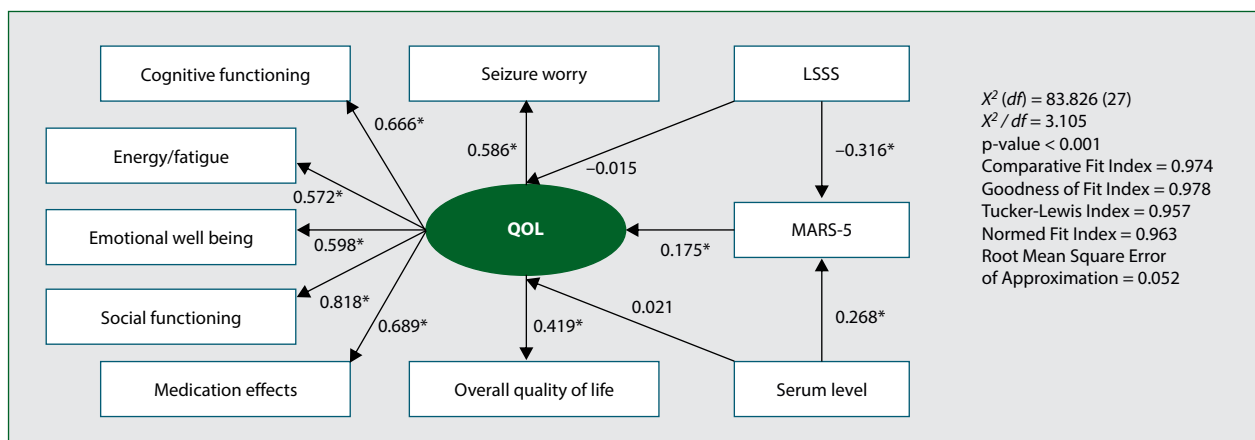 Cognitive functioning
Seizure worry
LSSS
0.666*
0.586*
–0.015
–0.316*
Energy/fatigue
0.572*
Emotional well being
0.598*
QOL
0.175*
MARS-5
Social functioning
0.818*
0.689*
0.419*
0.021
0.268*
Medication effects
Overall quality of life
Serum level
X² (df) = 83.826 (27)
X² / df = 3.105
p-value < 0.001
Comparative Fit Index = 0.974
Goodness of Fit Index = 0.978
Tucker-Lewis Index = 0.957
Normed Fit Index = 0.963
Root Mean Square Error
of Approximation = 0.052